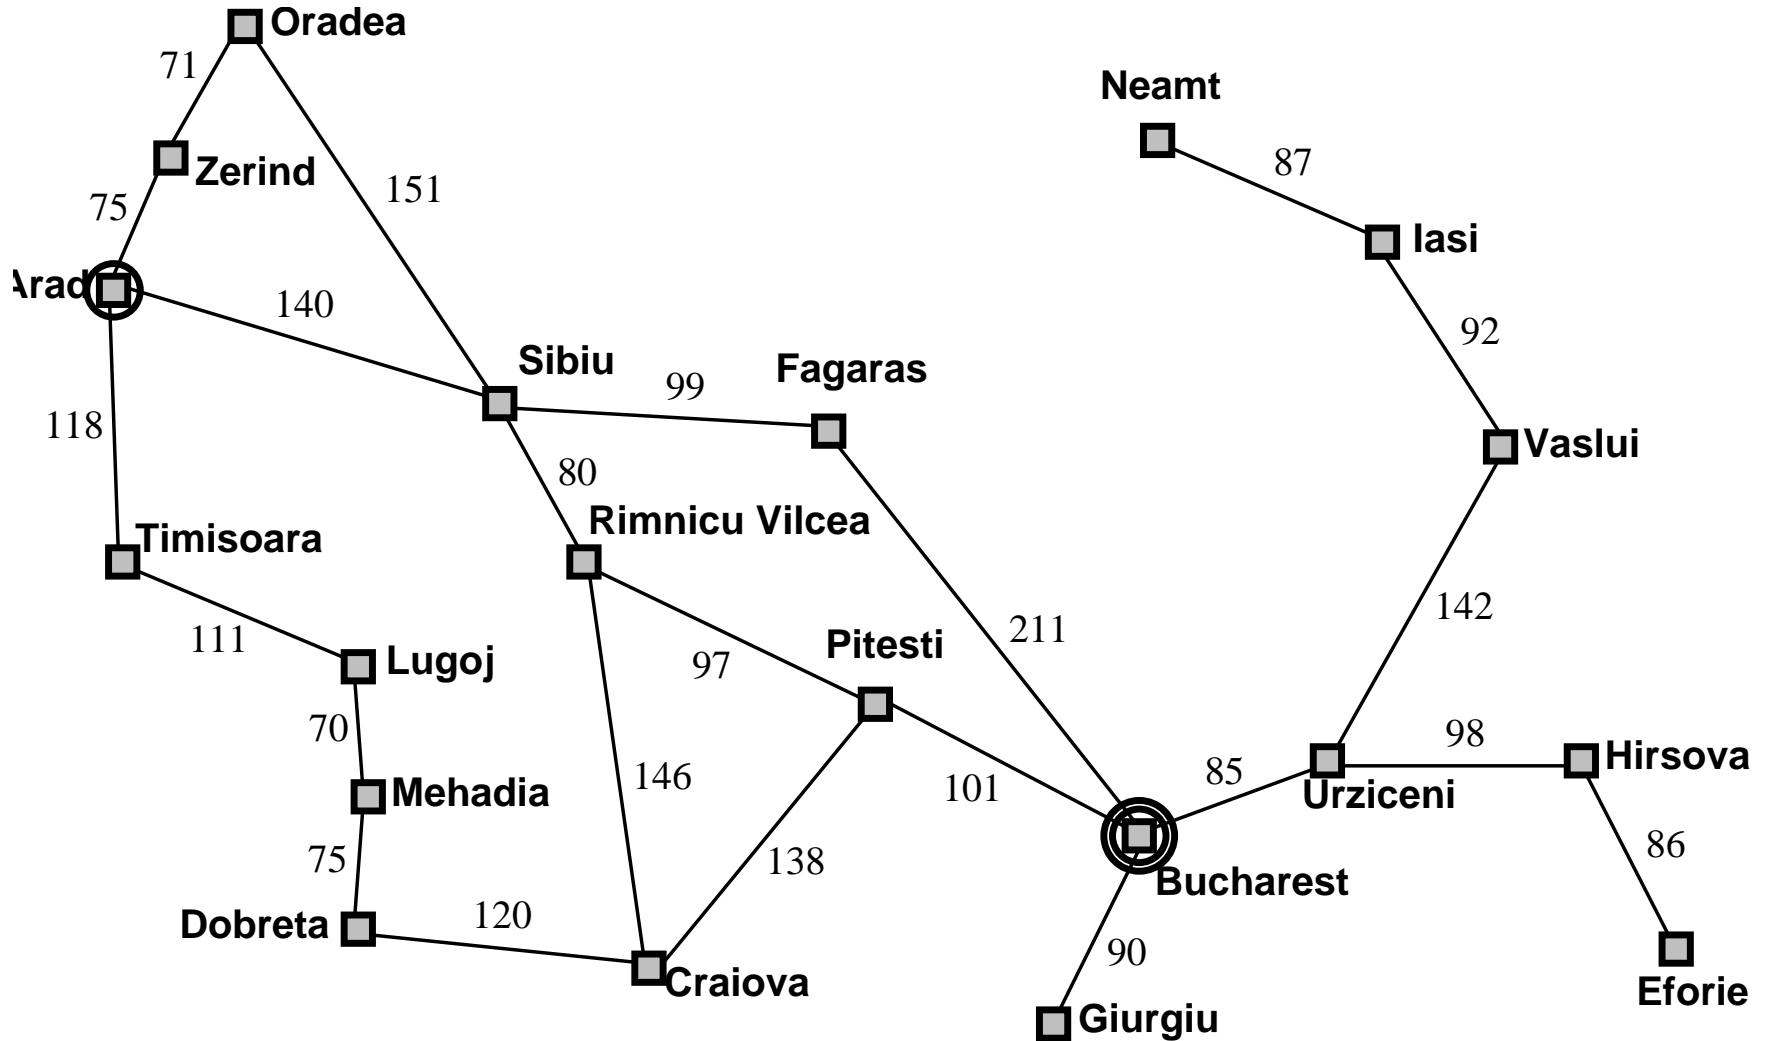 Oradea
71
Neamt
87
Zerind
151
75
Iasi
Arad
140
92
Sibiu
Fagaras
99
118
Vaslui
80
Rimnicu Vilcea
Timisoara
142
211
111
Pitesti
Lugoj
97
70
98
Hirsova
146
85
101
Mehadia
Urziceni
86
75
138
Bucharest
Dobreta
120
90
Craiova
Eforie
Giurgiu